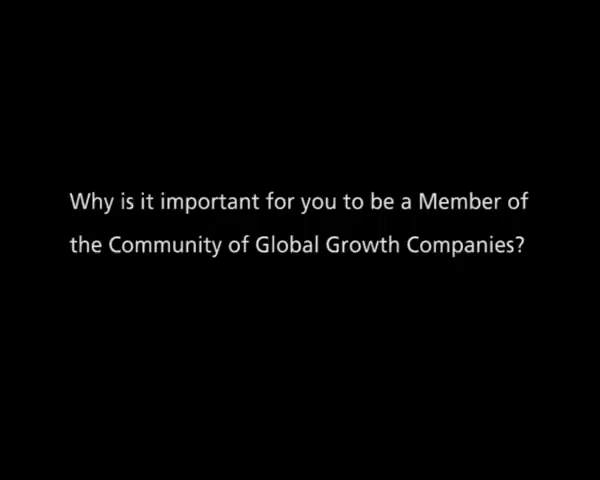 Why is it important for you to be a Member of
the Community of Global Growth Companies?